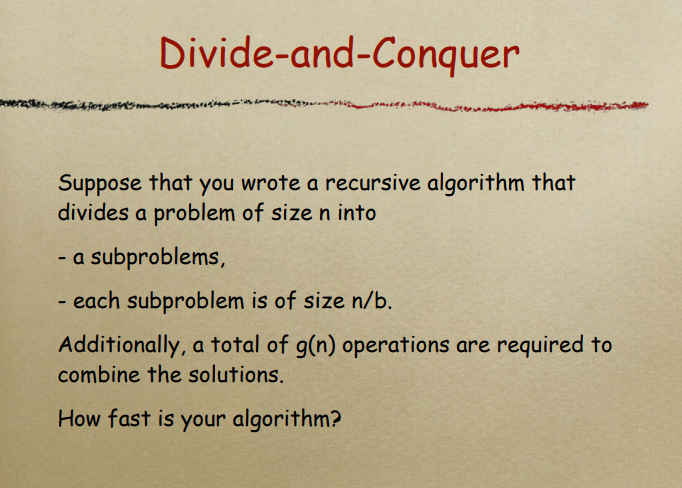 Divide-and-Conquer
Suppose that you wrote a recursive algorithm that
divides a problem of size n into
- a subproblems,
- each subproblem is of size n/b.
Additionally, a total of g(n) operations are required to
combine the solutions.
How fast is your algorithm?